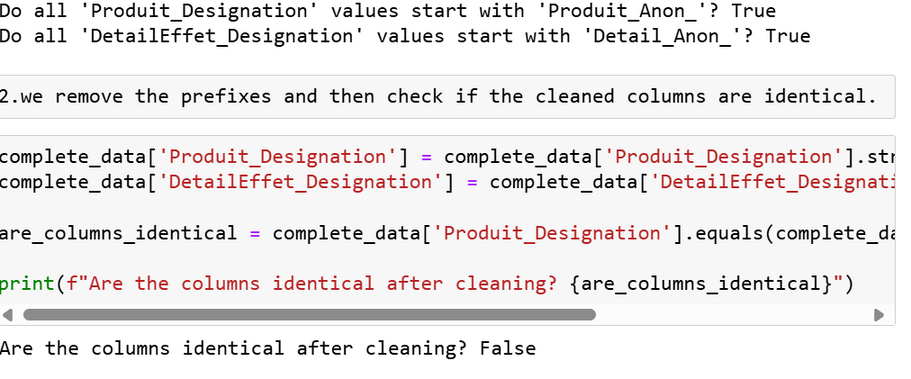 Do all 'Produit_Designation' values start with 'Produit_Anon_'? True
Do all 'DetailEffet_Designation' values start with 'Detail_Anon_'? True
2.we remove the prefixes and then check if the cleaned columns are identical.
complete_data['Produit_Designation'] = complete_data['Produit_Designation'].str
complete_data['DetailEffet_Designation'] = complete_data['DetailEffet_Designati
are_columns_identical = complete_data['Produit_Designation'].equals(complete_da
print(f"Are the columns identical after cleaning? {are_columns_identical}")
Are the columns identical after cleaning? False